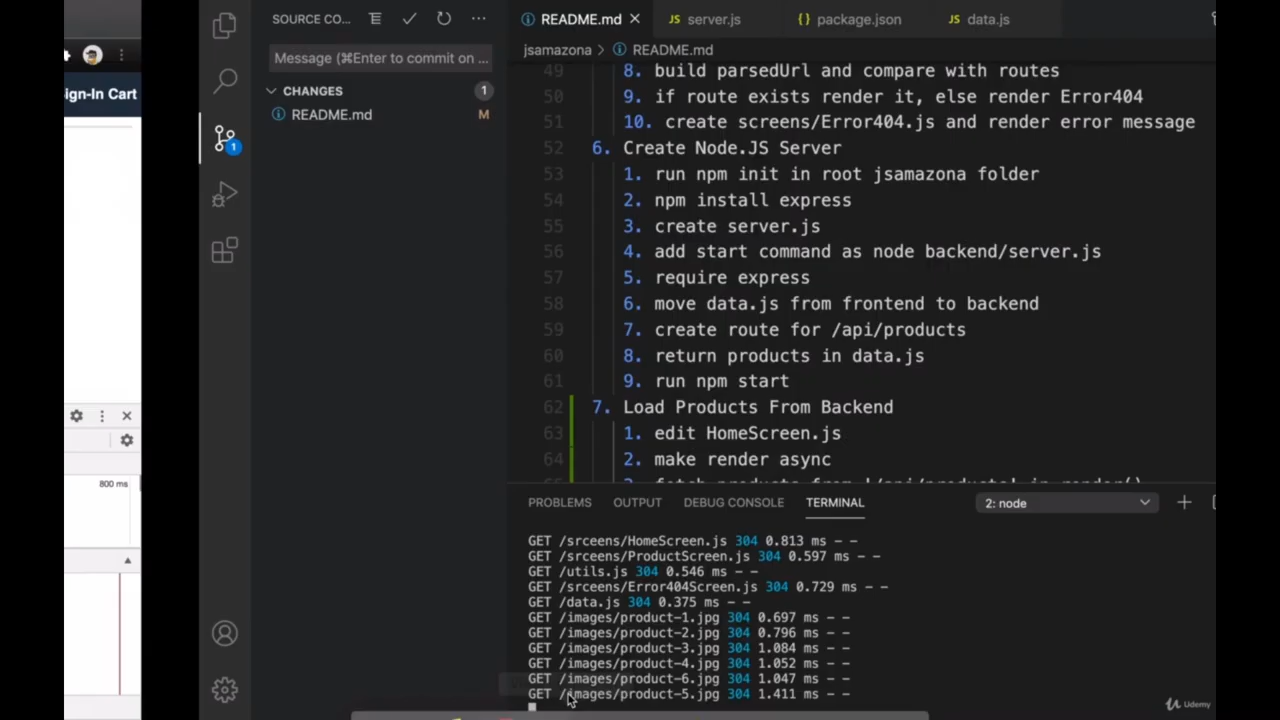 ign-In Cart
800 ms
SOURCE CO...
Message (⌘Enter to commit on ...
CHANGES 1
README.md M
1
README.md
server.js
package.json
data.js
jsamazona > README.md
49 8. build parsedUrl and compare with routes
50 9. if route exists render it, else render Error404
51 10. create screens/Error404.js and render error message
52 6. Create Node.JS Server
53 1. run npm init in root jsamazona folder
54 2. npm install express
55 3. create server.js
56 4. add start command as node backend/server.js
57 5. require express
58 6. move data.js from frontend to backend
59 7. create route for /api/products
60 8. return products in data.js
61 9. run npm start
62 7. Load Products From Backend
63 1. edit HomeScreen.js
64 2. make render async
3. fetch products from '/api/products' in render()
PROBLEMS OUTPUT DEBUG CONSOLE TERMINAL 2: node
GET /srceens/HomeScreen.js 304 0.813 ms - -
GET /srceens/ProductScreen.js 304 0.597 ms - -
GET /utils.js 304 0.546 ms - -
GET /srceens/Error404Screen.js 304 0.729 ms - -
GET /data.js 304 0.375 ms - -
GET /images/product-1.jpg 304 0.697 ms - -
GET /images/product-2.jpg 304 0.796 ms - -
GET /images/product-3.jpg 304 1.084 ms - -
GET /images/product-4.jpg 304 1.052 ms - -
GET /images/product-6.jpg 304 1.047 ms - -
GET /images/product-5.jpg 304 1.411 ms - -
Udemy